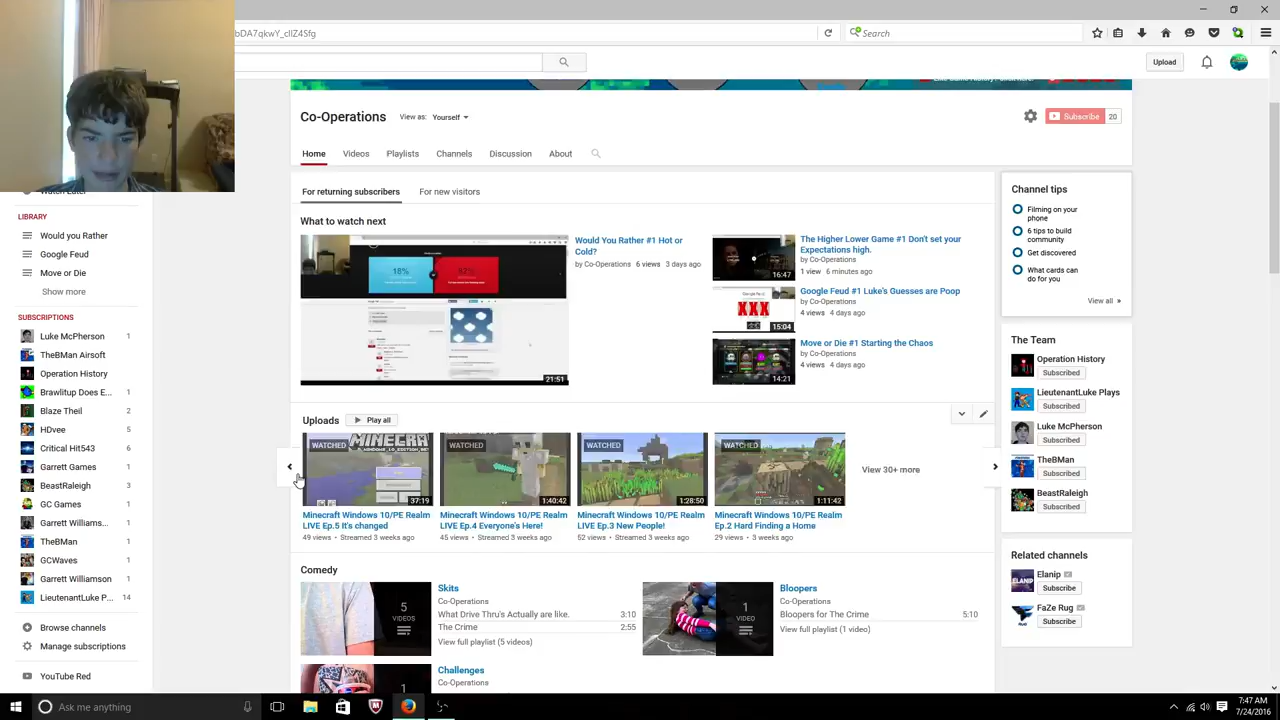 bDA7qkwY_cIIZ4Sfg
Search
Upload
Co-Operations
View as: Yourself
Subscribe 20
Home Videos Playlists Channels Discussion About
For returning subscribers For new visitors
What to watch next
18%
21:51
Would You Rather #1 Hot or
Cold?
by Co-Operations 6 views 3 days ago
16:47
The Higher Lower Game #1 Don't set your
Expectations high.
by Co-Operations
1 view 6 minutes ago
XXX
15:04
Google Feud #1 Luke's Guesses are Poop
by Co-Operations
4 views 4 days ago
14:21
Move or Die #1 Starting the Chaos
by Co-Operations
4 views 4 days ago
Uploads Play all
WATCHED
37:19
Minecraft Windows 10/PE Realm
LIVE Ep.5 It's changed
49 views • Streamed 3 weeks ago
WATCHED
1:40:42
Minecraft Windows 10/PE Realm
LIVE Ep.4 Everyone's Here!
45 views • Streamed 3 weeks ago
WATCHED
1:28:50
Minecraft Windows 10/PE Realm
LIVE Ep.3 New People!
52 views • Streamed 3 weeks ago
WATCHED
1:11:42
Minecraft Windows 10/PE Realm
Ep.2 Hard Finding a Home
29 views • 3 weeks ago
View 30+ more
Comedy
5
VIDEOS
Skits
Co-Operations
What Drive Thru's Actually are like. 3:10
The Crime 2:55
View full playlist (5 videos)
1
VIDEO
Bloopers
Co-Operations
Bloopers for The Crime 5:10
View full playlist (1 video)
1
Challenges
Co-Operations
Channel tips
Filming on your
phone
6 tips to build
community
Get discovered
What cards can
do for you
View all »
The Team
Operation History
Subscribed
LieutenantLuke Plays
Subscribed
Luke McPherson
Subscribed
TheBMan
Subscribed
BeastRaleigh
Subscribed
Related channels
Elanip
Subscribe
FaZe Rug
Subscribe
LIBRARY
Would you Rather
Google Feud
Move or Die
Show more
SUBSCRIPTIONS
Luke McPherson 1
TheBMan Airsoft
Operation History
Brawlitup Does E... 1
Blaze Theil 2
HDvee 5
Critical Hit543 6
Garrett Games 1
BeastRaleigh 3
GC Games 1
Garrett Williams... 1
TheBMan 1
GCWaves 1
Garrett Williamson 1
LieutenantLuke P... 14
Browse channels
Manage subscriptions
YouTube Red
Ask me anything
7:47 AM
7/24/2016